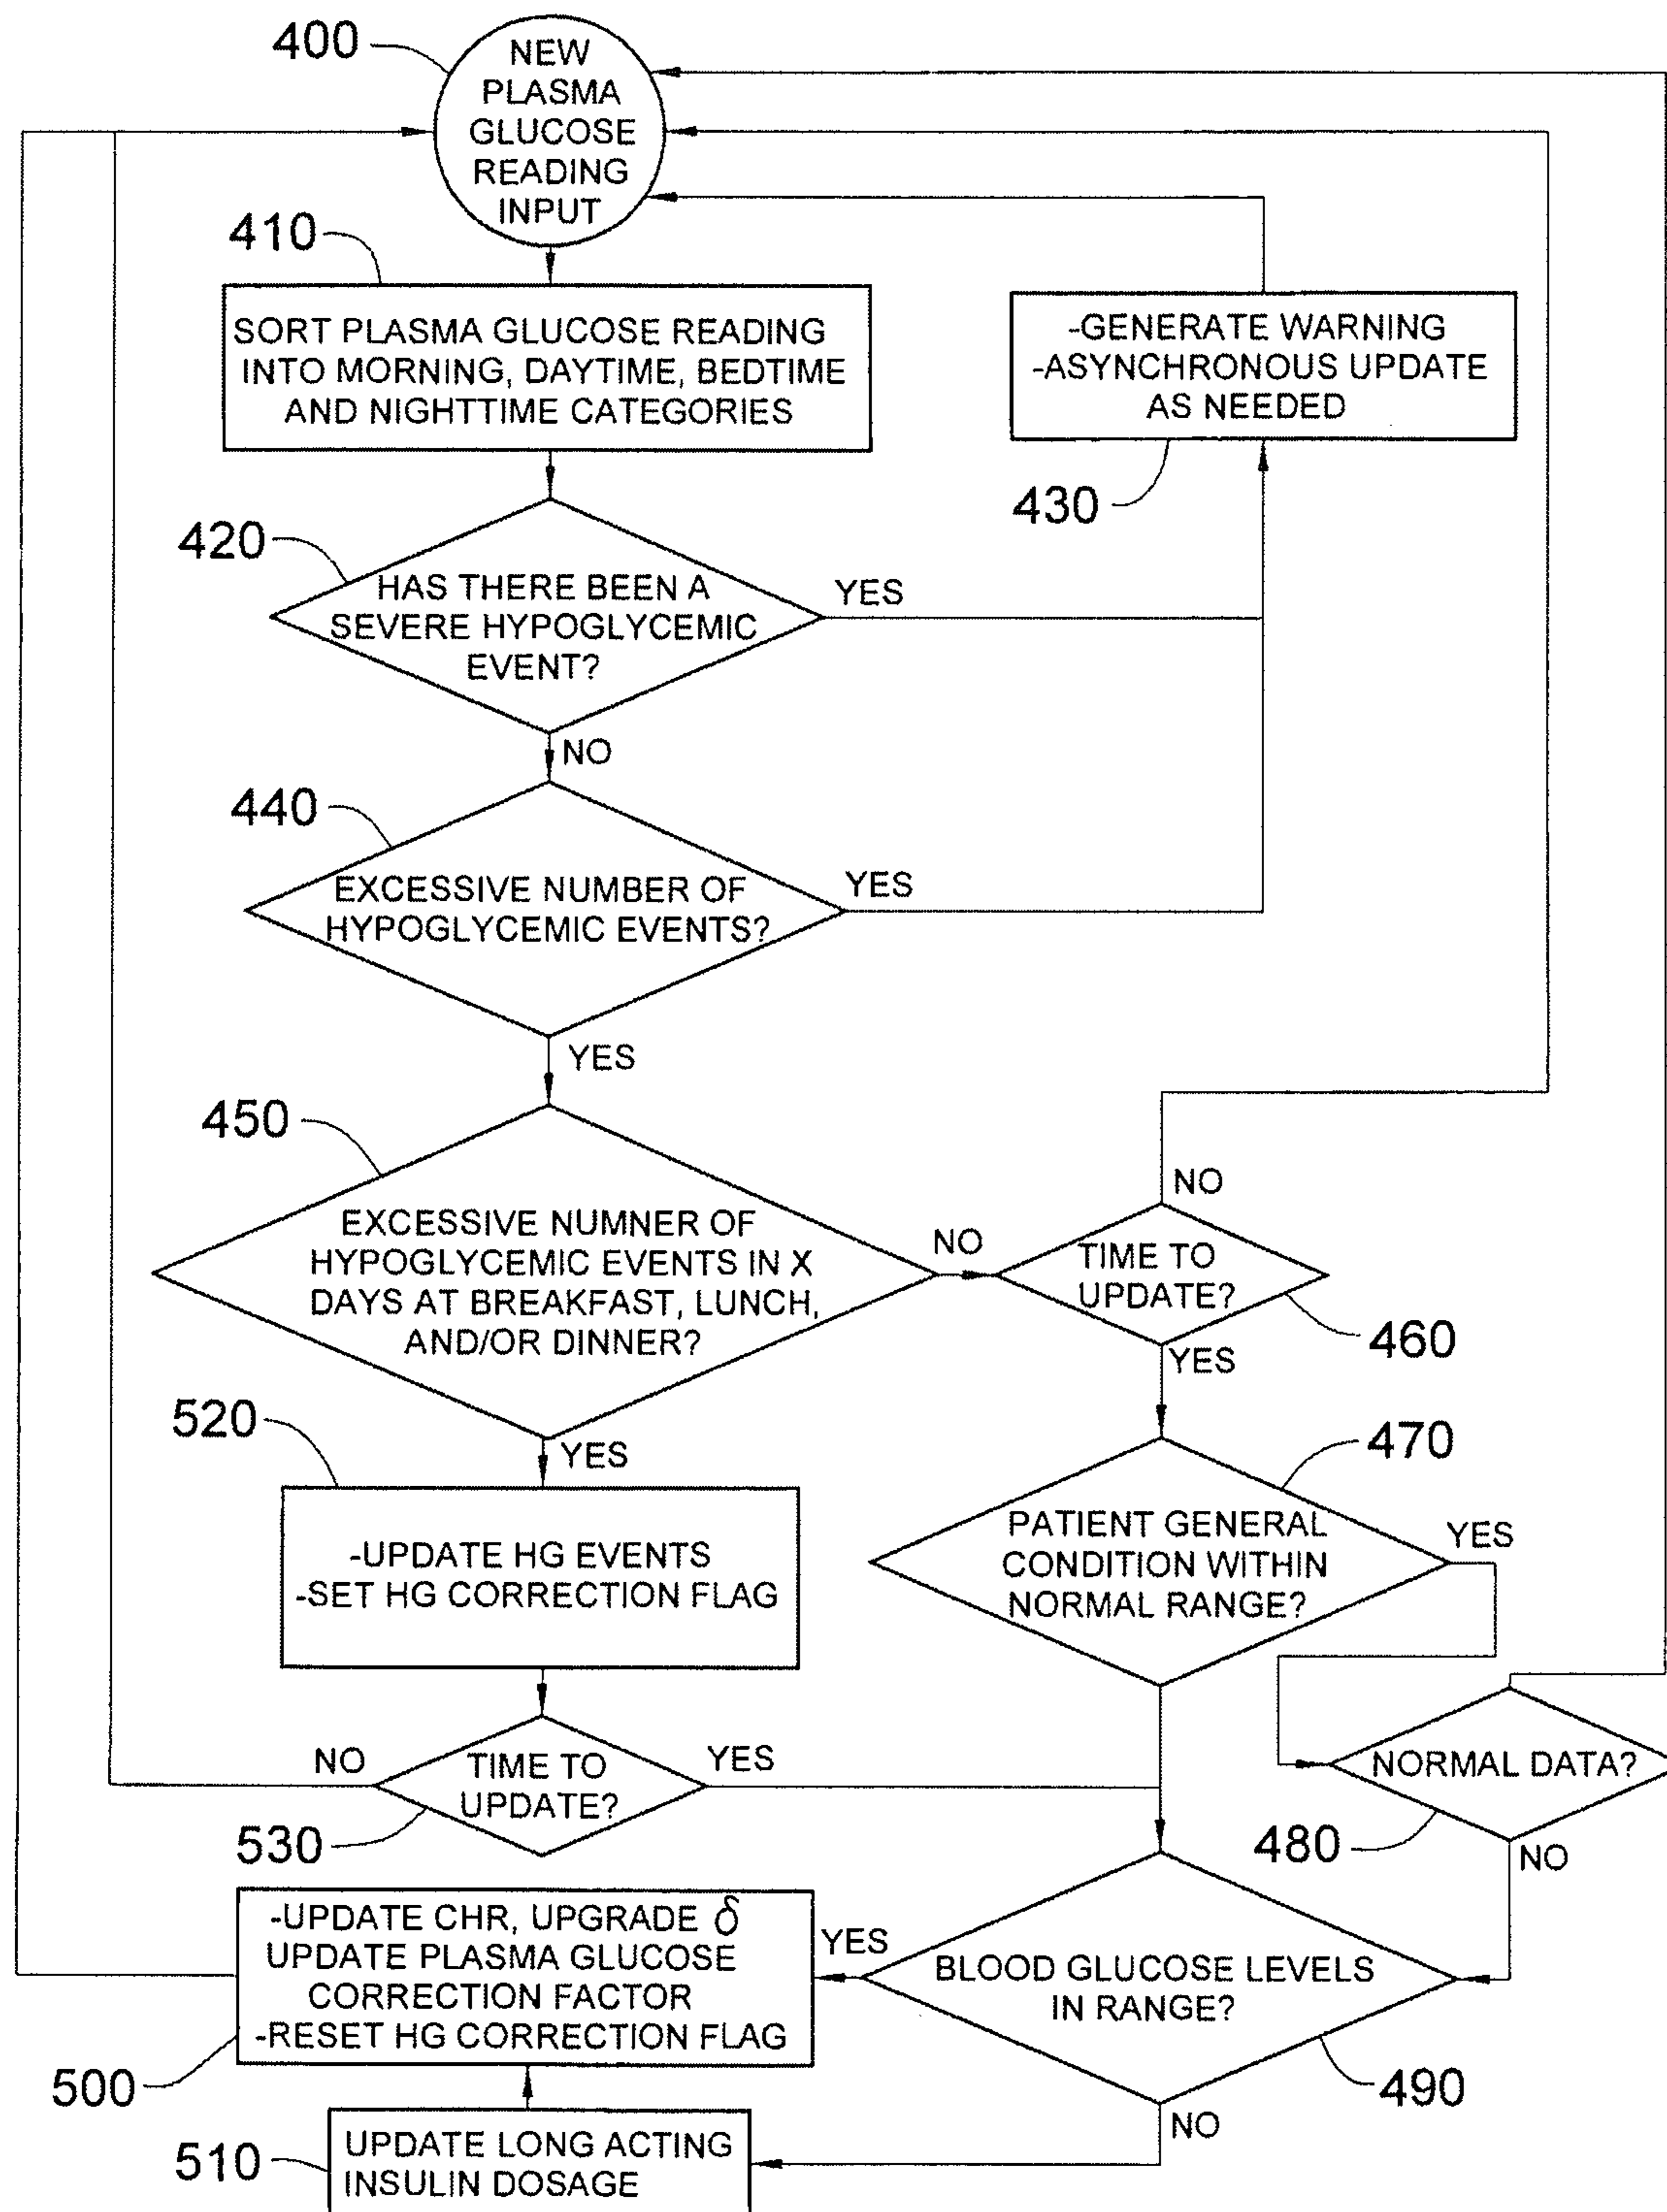 400
NEW
PLASMA
GLUCOSE
READING
INPUT
410
SORT PLASMA GLUCOSE READING
INTO MORNING, DAYTIME, BEDTIME
AND NIGHTTIME CATEGORIES
-GENERATE WARNING
-ASYNCHRONOUS UPDATE
AS NEEDED
430
420
HAS THERE BEEN A
SEVERE HYPOGLYCEMIC
EVENT?
YES
NO
440
EXCESSIVE NUMBER OF
HYPOGLYCEMIC EVENTS?
YES
YES
450
EXCESSIVE NUMNER OF
HYPOGLYCEMIC EVENTS IN X
DAYS AT BREAKFAST, LUNCH,
AND/OR DINNER?
NO
NO
TIME TO
UPDATE?
460
YES
YES
520
-UPDATE HG EVENTS
-SET HG CORRECTION FLAG
470
PATIENT GENERAL
CONDITION WITHIN
NORMAL RANGE?
YES
NO
TIME TO
UPDATE?
YES
530
NORMAL DATA?
480
NO
-UPDATE CHR, UPGRADE δ
UPDATE PLASMA GLUCOSE
CORRECTION FACTOR
-RESET HG CORRECTION FLAG
500
YES
BLOOD GLUCOSE LEVELS
IN RANGE?
490
NO
510
UPDATE LONG ACTING
INSULIN DOSAGE